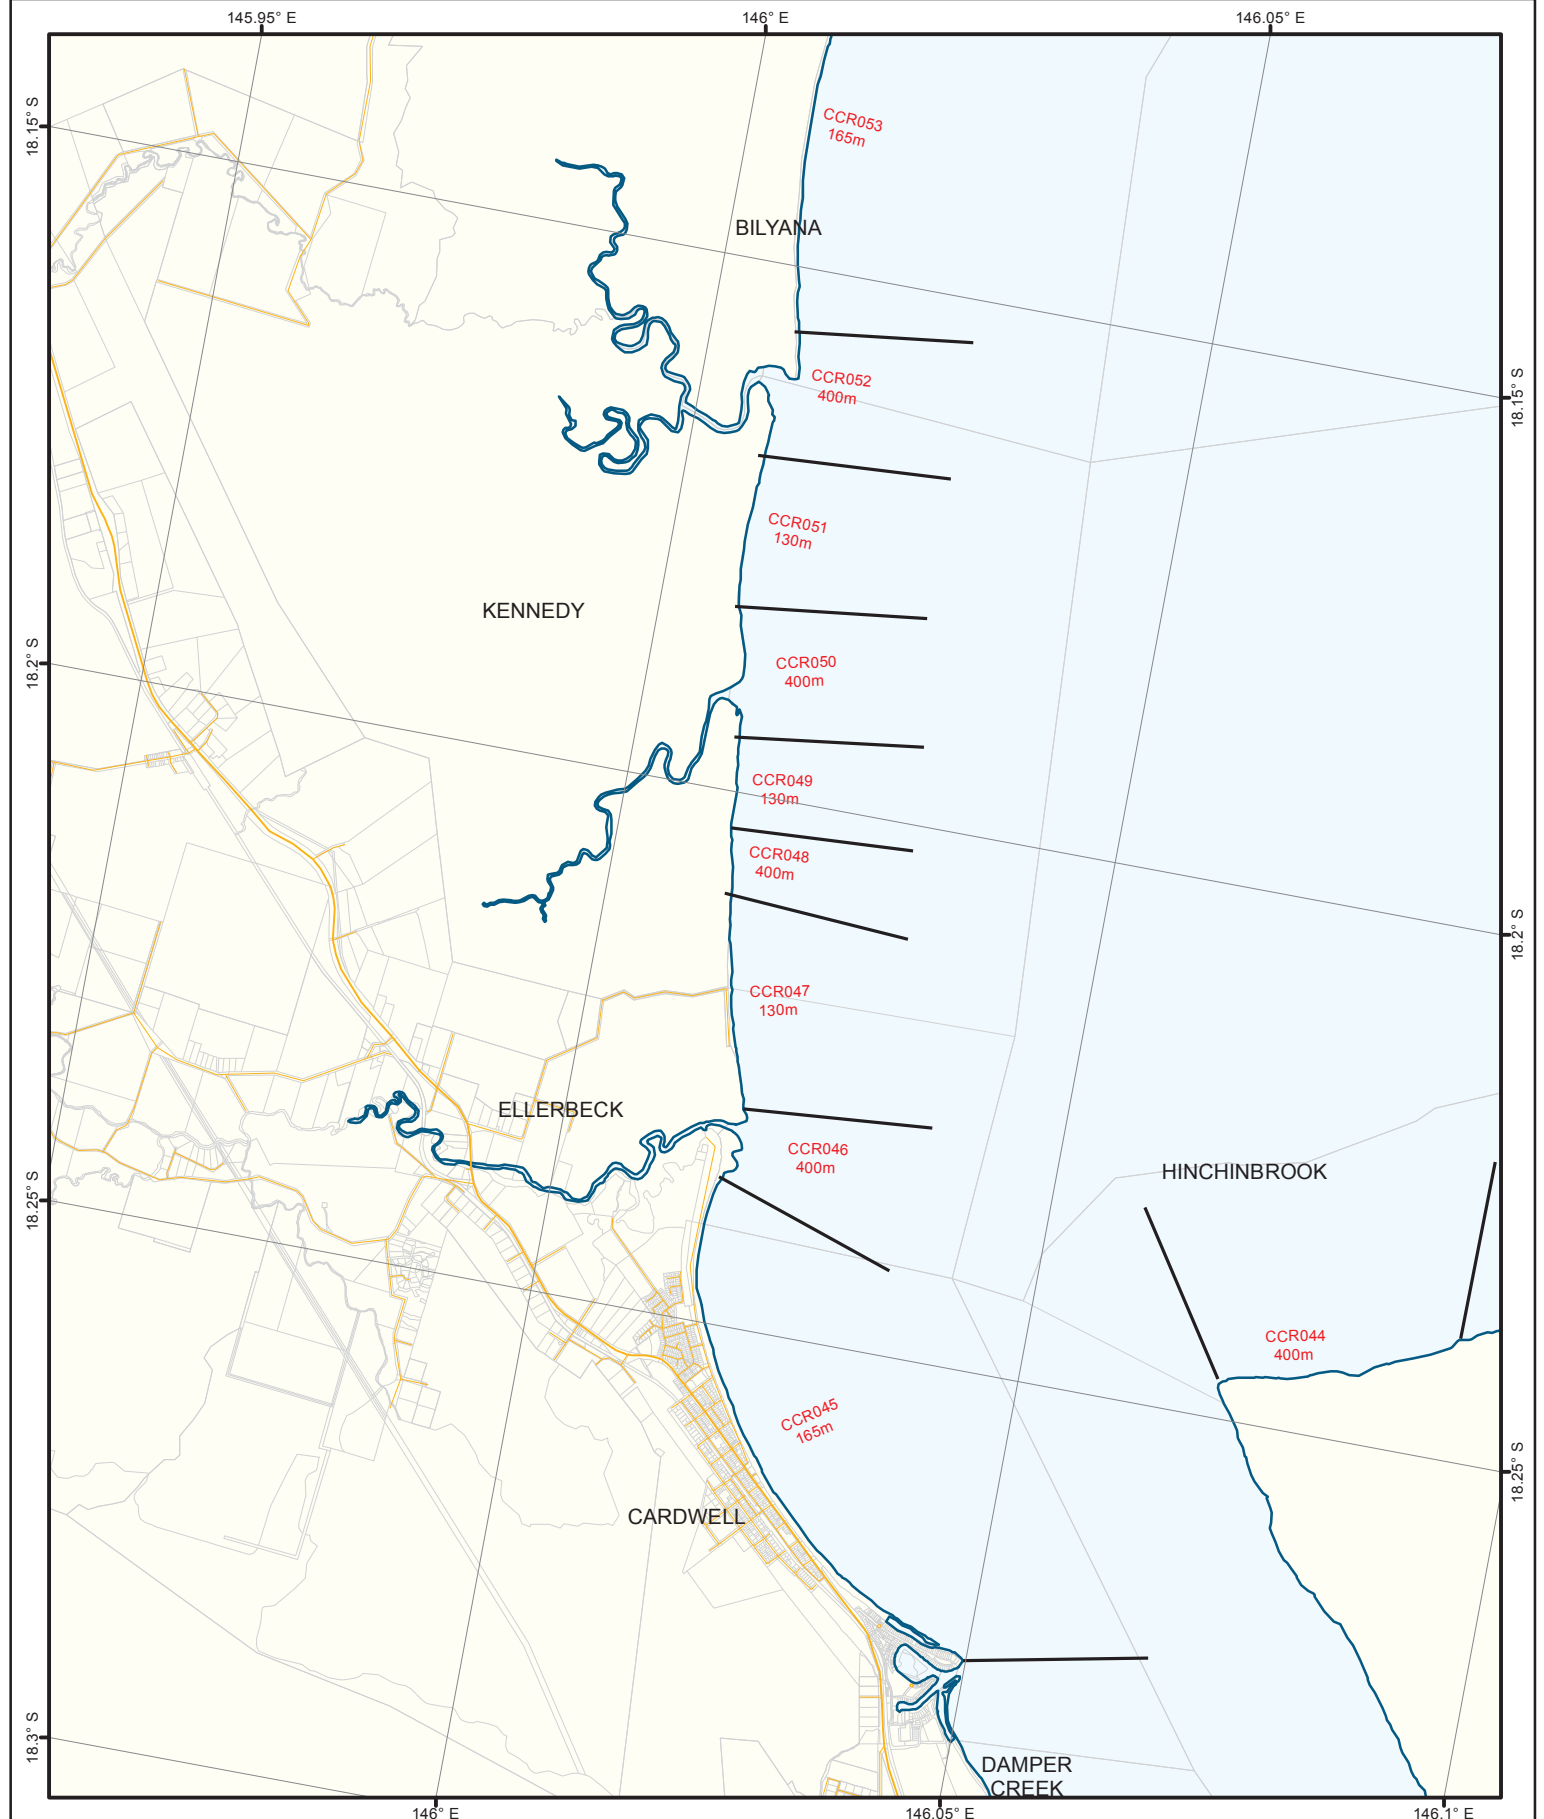 145.95° E
146° E
146.05° E
18.15° S
CCR053
165m
BILYANA
CCR052
400m
18.15° S
CCR051
130m
KENNEDY
18.2° S
CCR050
400m
CCR049
130m
CCR048
400m
18.2° S
CCR047
130m
ELLERBECK
CCR046
400m
HINCHINBROOK
18.25° S
CCR044
400m
CCR045
165m
18.25° S
CARDWELL
18.3° S
DAMPER
CREEK
146° E
146.05° E
146.1° E